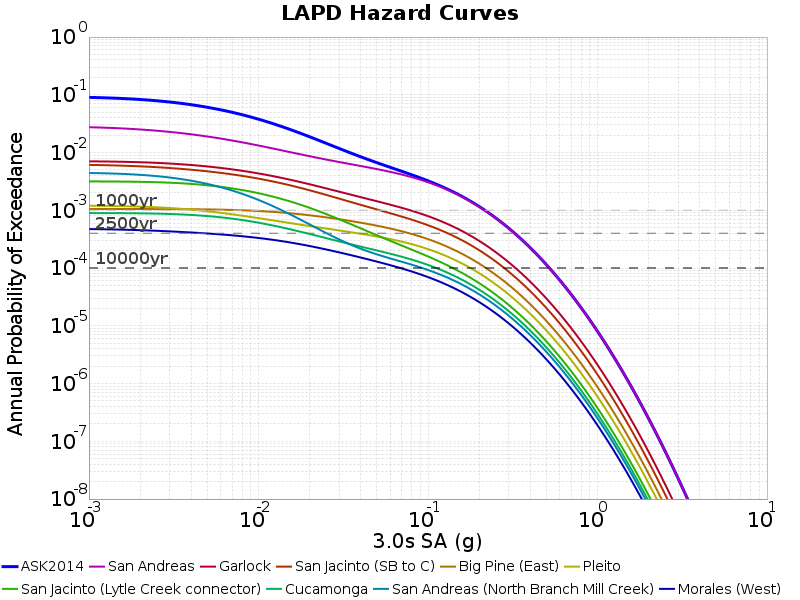 LAPD Hazard Curves
Annual Probability of Exceedance
10^0
10^-1
10^-2
10^-3
10^-4
10^-5
10^-6
10^-7
10^-8
1000yr
2500yr
10000yr
10^-3 10^-2 10^-1 10^0 10^1
3.0s SA (g)
ASK2014 San Andreas Garlock San Jacinto (SB to C) Big Pine (East) Pleito
San Jacinto (Lytle Creek connector) Cucamonga San Andreas (North Branch Mill Creek) Morales (West)